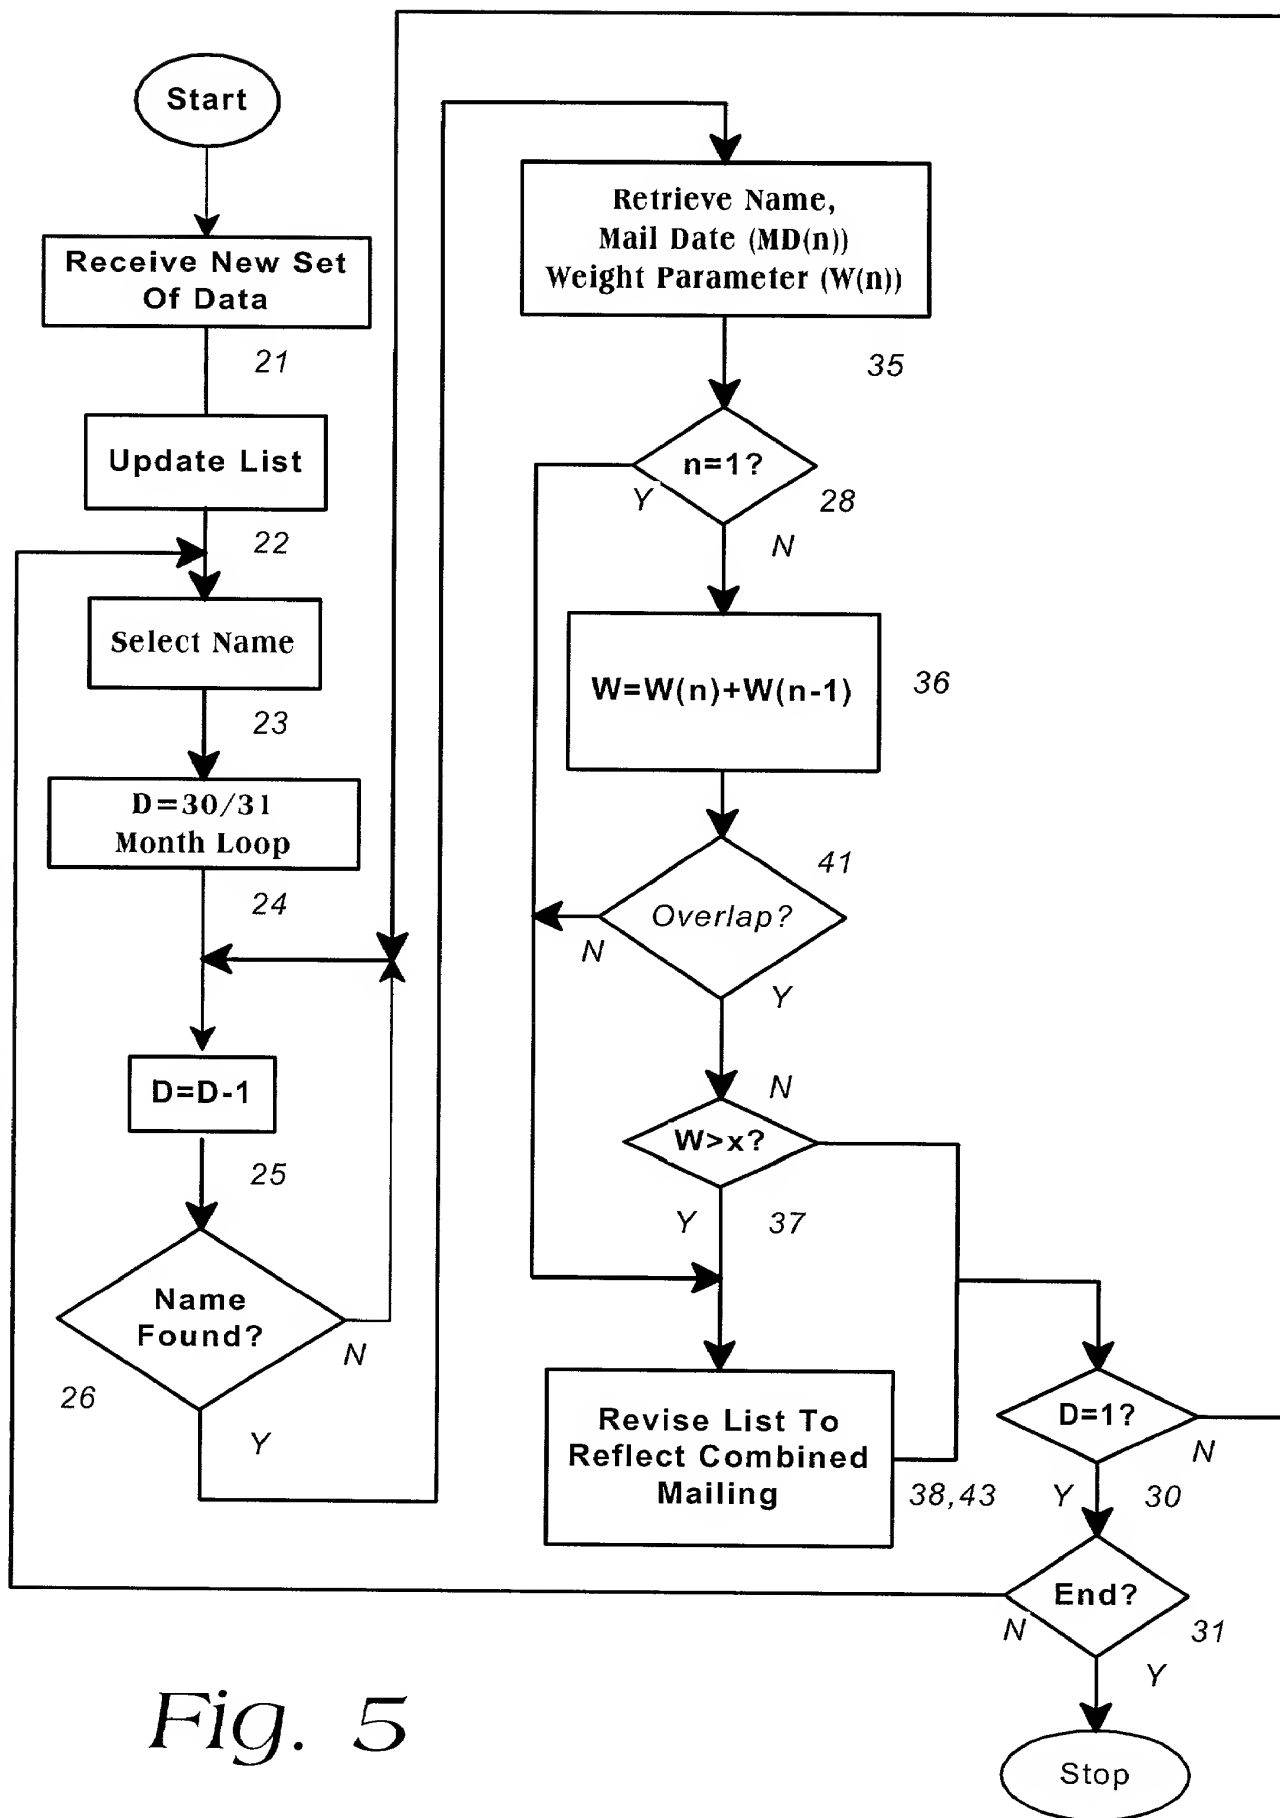 Start
Receive New Set
Of Data
21
Update List
22
Select Name
23
D=30/31
Month Loop
24
D=D-1
25
Name
Found?
N
26
Y
Retrieve Name,
Mail Date (MD(n))
Weight Parameter (W(n))
35
n=1?
Y
28
N
W=W(n)+W(n-1)
36
41
Overlap?
N
Y
N
W>x?
Y
37
Revise List To
Reflect Combined
Mailing
38,43
D=1?
N
Y
30
End?
N
31
Y
Stop
Fig. 5